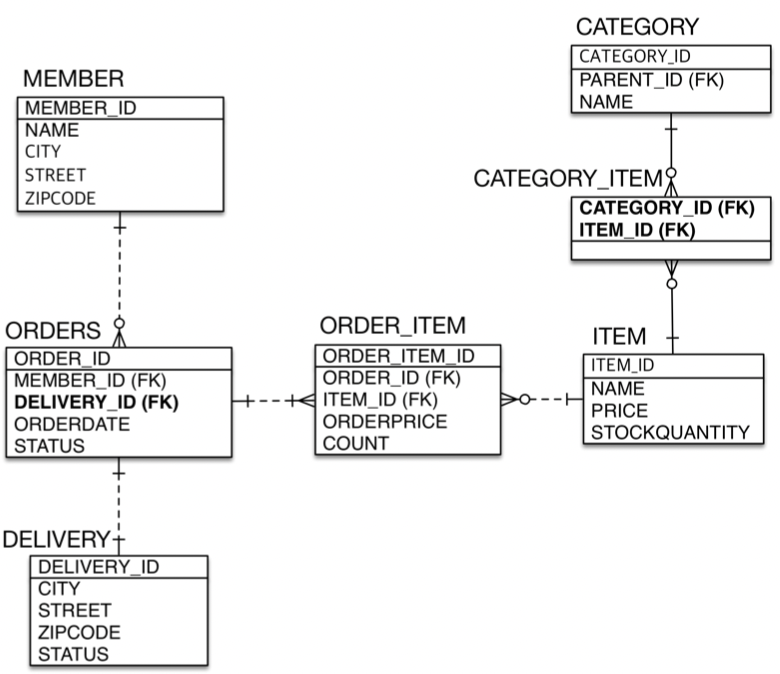 MEMBER
MEMBER_ID
NAME
CITY
STREET
ZIPCODE
ORDERS
ORDER_ID
MEMBER_ID (FK)
DELIVERY_ID (FK)
ORDERDATE
STATUS
DELIVERY
DELIVERY_ID
CITY
STREET
ZIPCODE
STATUS
ORDER_ITEM
ORDER_ITEM_ID
ORDER_ID (FK)
ITEM_ID (FK)
ORDERPRICE
COUNT
CATEGORY
CATEGORY_ID
PARENT_ID (FK)
NAME
CATEGORY_ITEM
CATEGORY_ID (FK)
ITEM_ID (FK)
ITEM
ITEM_ID
NAME
PRICE
STOCKQUANTITY